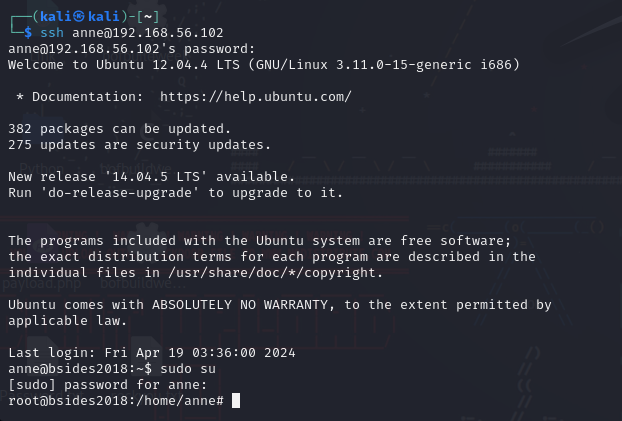 ┌──(kali㉿kali)-[~]
└─$ ssh anne@192.168.56.102
anne@192.168.56.102's password:
Welcome to Ubuntu 12.04.4 LTS (GNU/Linux 3.11.0-15-generic i686)
* Documentation:  https://help.ubuntu.com/
382 packages can be updated.
275 updates are security updates.
New release '14.04.5 LTS' available.
Run 'do-release-upgrade' to upgrade to it.
The programs included with the Ubuntu system are free software;
the exact distribution terms for each program are described in the
individual files in /usr/share/doc/*/copyright.
payload.php
Ubuntu comes with ABSOLUTELY NO WARRANTY, to the extent permitted by
applicable law.
Last login: Fri Apr 19 03:36:00 2024
anne@bsides2018:~$ sudo su
[sudo] password for anne:
root@bsides2018:/home/anne#